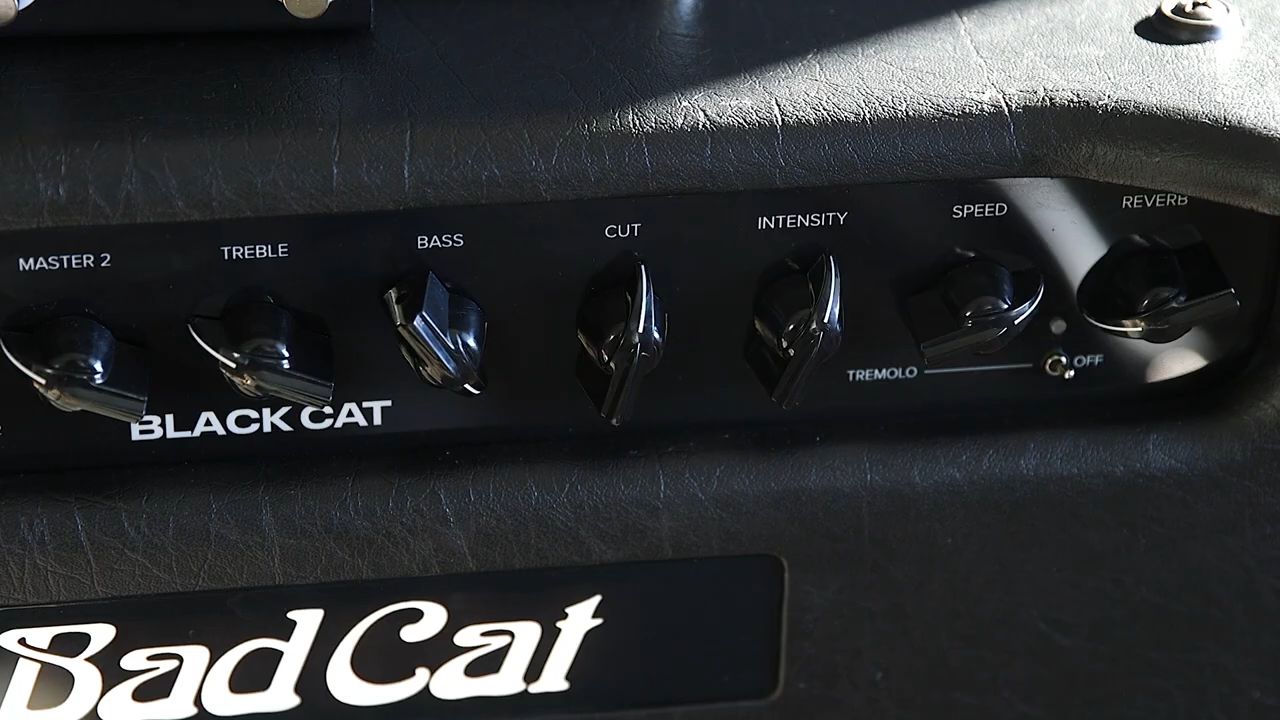 MASTER 2
TREBLE
BASS
CUT
INTENSITY
SPEED
REVERB
TREMOLO
OFF
BLACK CAT
Bad Cat